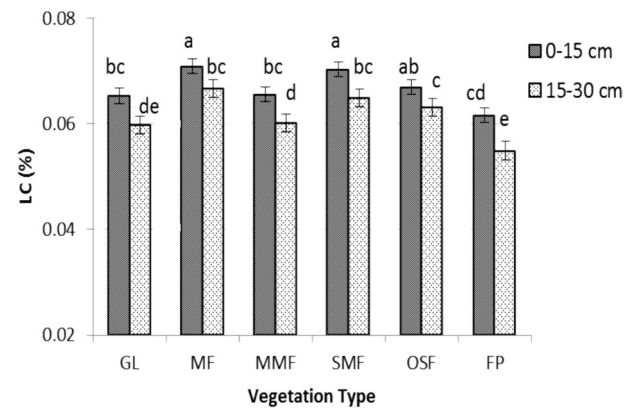 0.08
0.06
0.04
0.02
LC (%)
bc
de
a
bc
bc
d
a
bc
ab
c
cd
e
0-15 cm
15-30 cm
GL
MF
MMF
SMF
OSF
FP
Vegetation Type